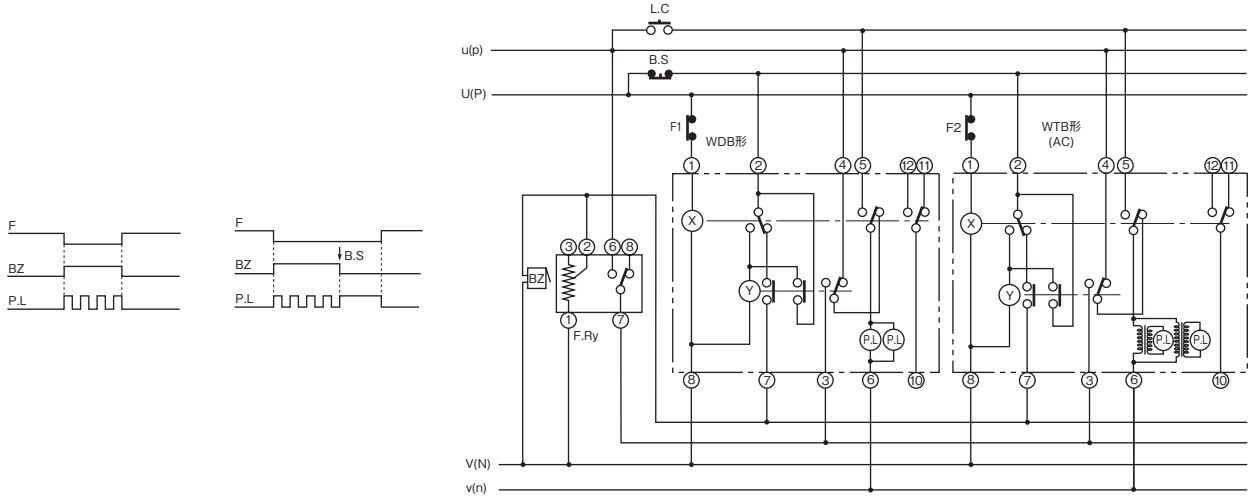 F
BZ
P.L
F
B.S
BZ
P.L
L.C
u(p)
B.S
U(P)
F1
WDB形
F2
WTB形
(AC)
1 2 4 5 12 11
1 2 4 5 12 11
X
X
3 2 6 8
BZ
Y
Y
1 7
F.Ry
P.L P.L
P.L P.L
8 7 3 6 10
8 7 3 6 10
V(N)
v(n)